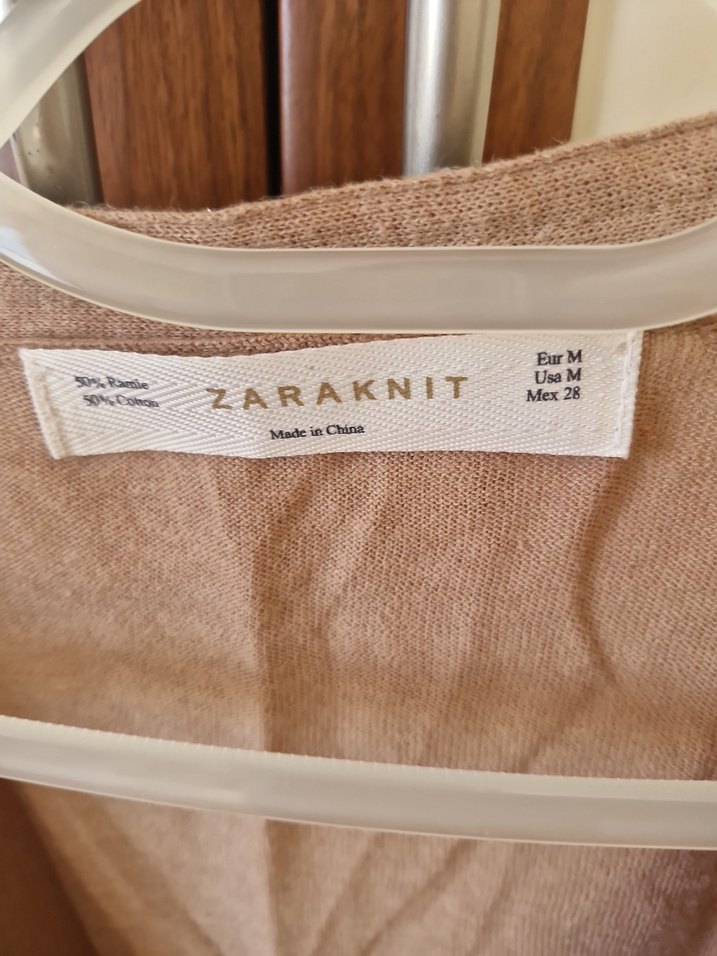 50% Ramie
50% Cotton
ZARAKNIT
Made in China
Eur M
Usa M
Mex 28